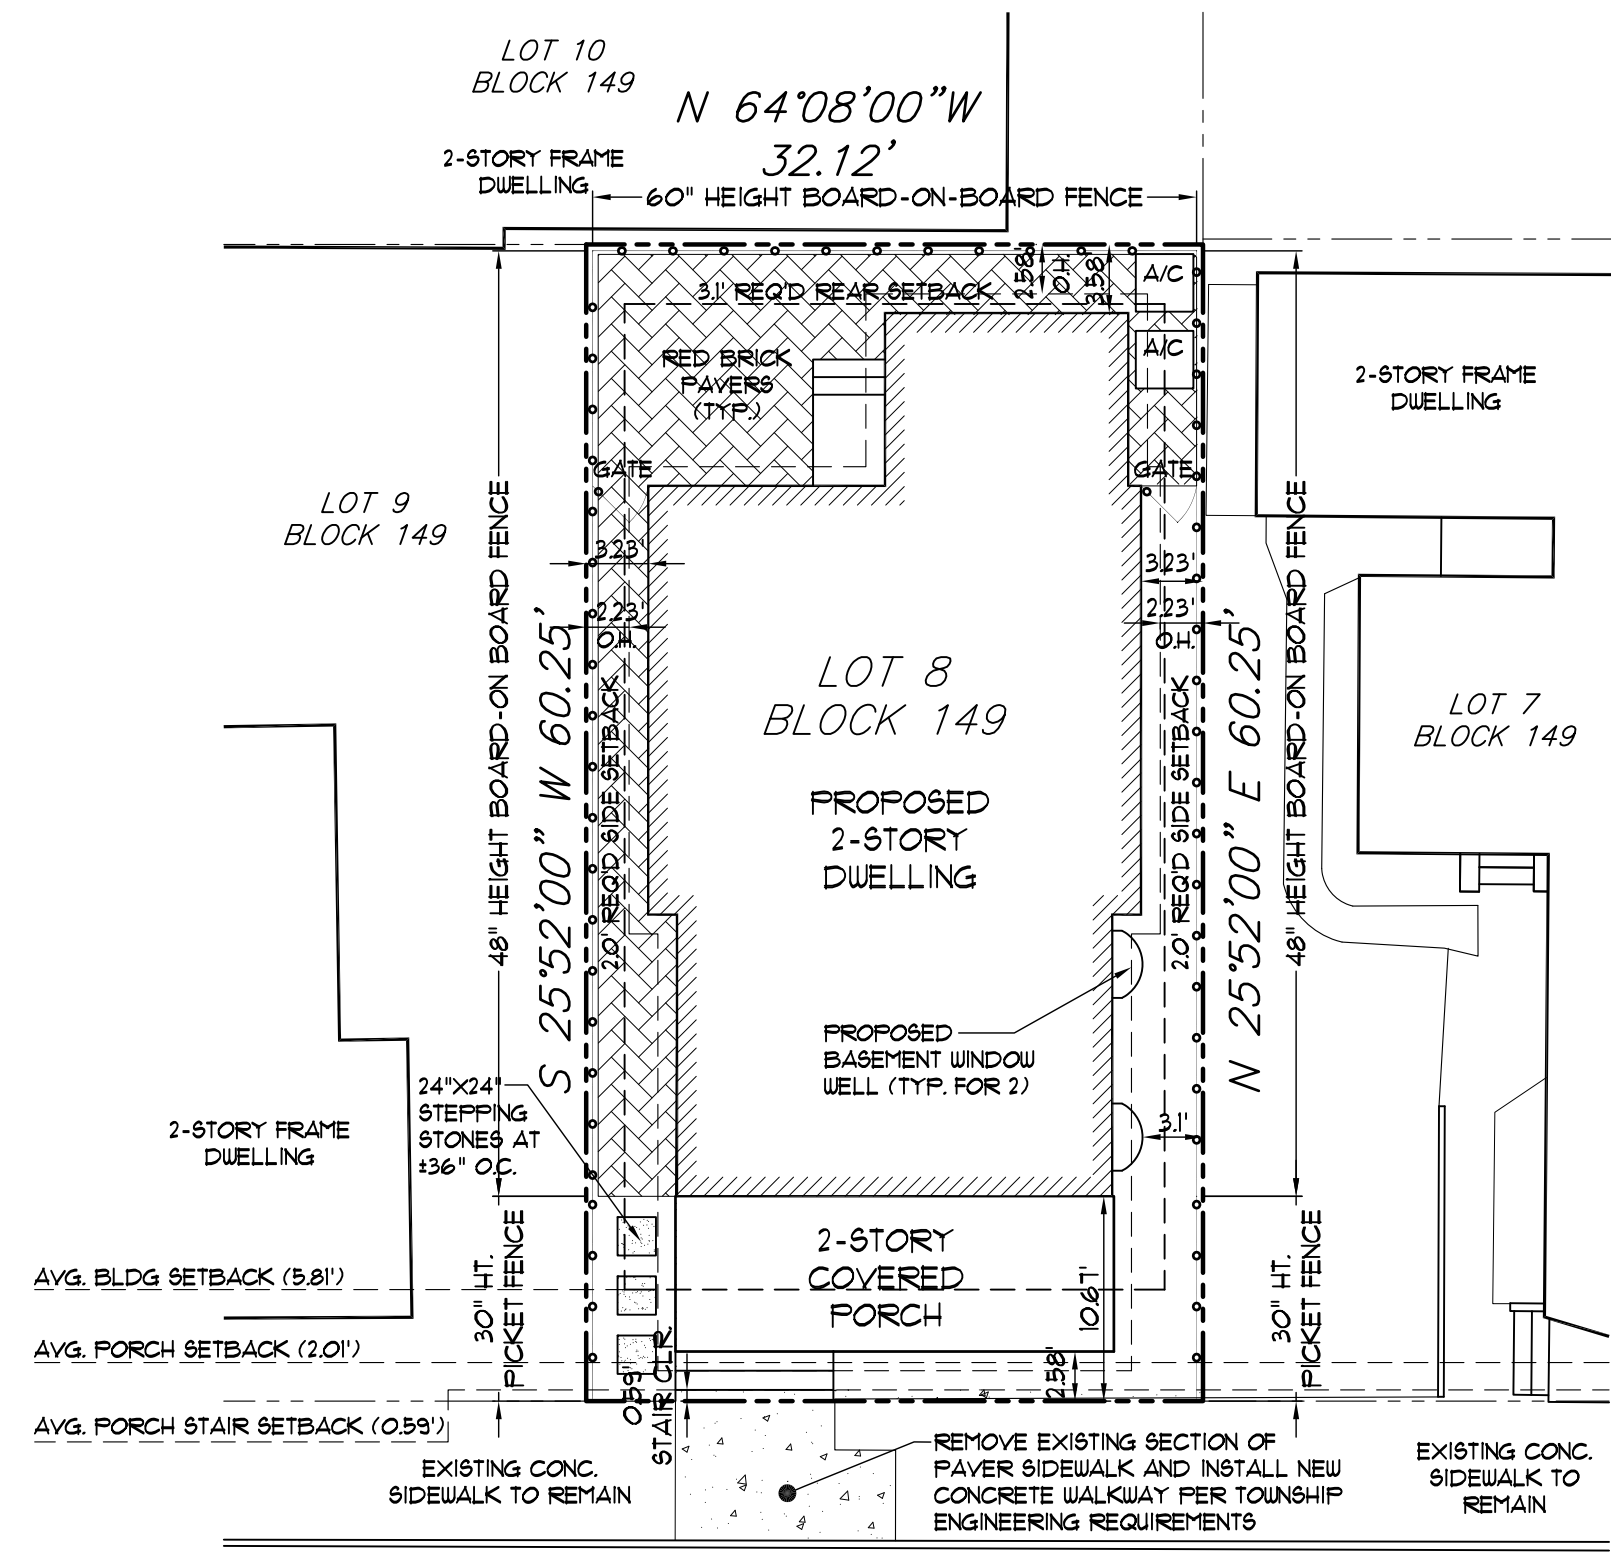 LOT 10
BLOCK 149
N 64°08'00"W
32.12'
2-STORY FRAME
DWELLING
60" HEIGHT BOARD-ON-BOARD FENCE
2.58'
O.H.
3.58'
A/C
3.1' REQ'D REAR SETBACK
A/C
RED BRICK
PAVERS
(TYP.)
2-STORY FRAME
DWELLING
GATE
GATE
LOT 9
BLOCK 149
48" HEIGHT BOARD-ON BOARD FENCE
S 25°52'00" W 60.25'
3.23'
2.23'
O.H.
2.0' REQ'D SIDE SETBACK
3.23'
2.23'
O.H.
2.0' REQ'D SIDE SETBACK
N 25°52'00" E 60.25'
48" HEIGHT BOARD-ON BOARD FENCE
LOT 8
BLOCK 149
LOT 7
BLOCK 149
PROPOSED
2-STORY
DWELLING
PROPOSED
BASEMENT WINDOW
WELL (TYP. FOR 2)
24"X24"
STEPPING
STONES AT
±36" O.C.
3.1'
2-STORY FRAME
DWELLING
2-STORY
COVERED
PORCH
10.67'
2.58'
30" HT.
PICKET FENCE
30" HT.
PICKET FENCE
AVG. BLDG SETBACK (5.81')
AVG. PORCH SETBACK (2.01')
AVG. PORCH STAIR SETBACK (0.59')
0.59'
STAIR CLR.
EXISTING CONC.
SIDEWALK TO REMAIN
REMOVE EXISTING SECTION OF
PAVER SIDEWALK AND INSTALL NEW
CONCRETE WALKWAY PER TOWNSHIP
ENGINEERING REQUIREMENTS
EXISTING CONC.
SIDEWALK TO
REMAIN